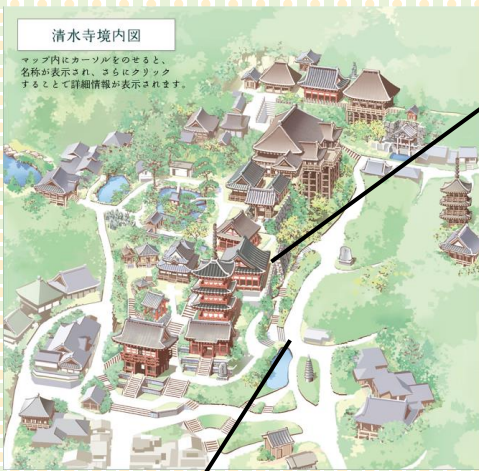 清水寺境内図
マップ内にカーソルをのせると、
名称が表示され、さらにクリック
することで詳細情報が表示されます。